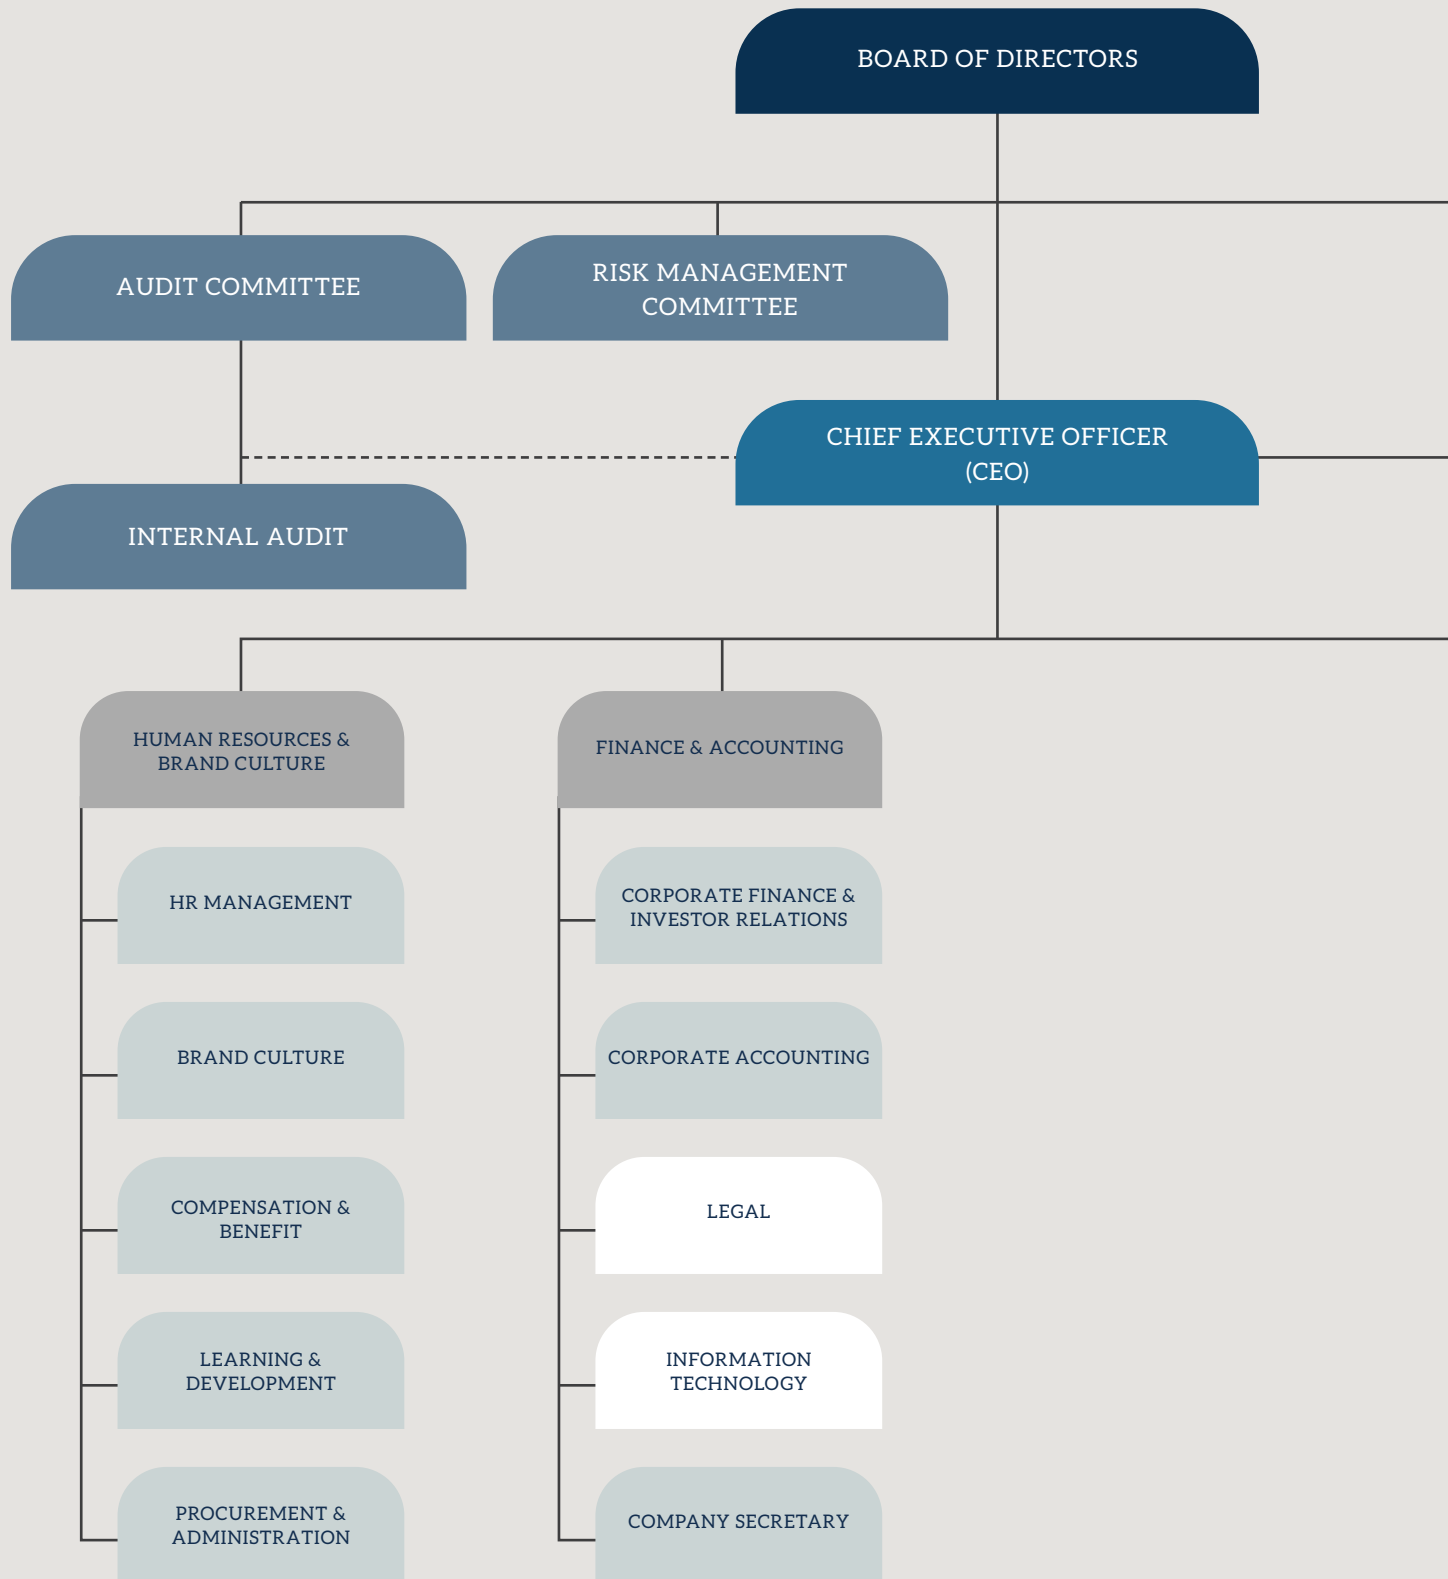 BOARD OF DIRECTORS
AUDIT COMMITTEE
RISK MANAGEMENT
COMMITTEE
CHIEF EXECUTIVE OFFICER
(CEO)
INTERNAL AUDIT
HUMAN RESOURCES &
BRAND CULTURE
FINANCE & ACCOUNTING
HR MANAGEMENT
CORPORATE FINANCE &
INVESTOR RELATIONS
BRAND CULTURE
CORPORATE ACCOUNTING
COMPENSATION &
BENEFIT
LEGAL
LEARNING &
DEVELOPMENT
INFORMATION
TECHNOLOGY
PROCUREMENT &
ADMINISTRATION
COMPANY SECRETARY